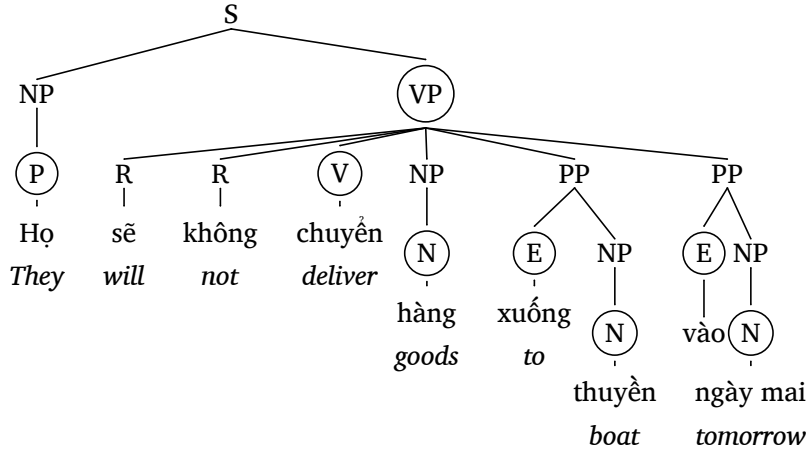 S
NP VP
P R R V NP PP PP
Họ sẽ không chuyển N E NP E NP
They will not deliver
hàng xuống N vào N
goods to
thuyền ngày mai
boat tomorrow